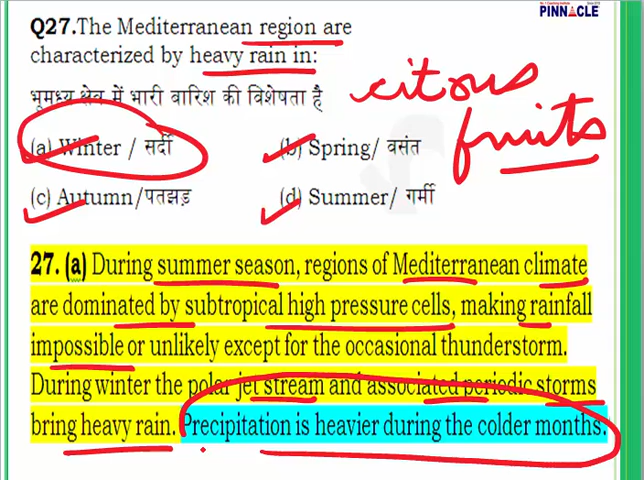 PINNACLE
Q27.The Mediterranean region are
characterized by heavy rain in:
भूमध्य क्षेत्र में भारी वारिश की विशेषता है
citrous
fruits
(a) Winter / सर्दी
(b) Spring/ वसंत
(c) Autumn/पतझड़
(d) Summer/ गर्मी
27. (a) During summer season, regions of Mediterranean climate
are dominated by subtropical high pressure cells, making rainfall
impossible or unlikely except for the occasional thunderstorm.
During winter the polar jet stream and associated periodic storms
bring heavy rain. Precipitation is heavier during the colder months.